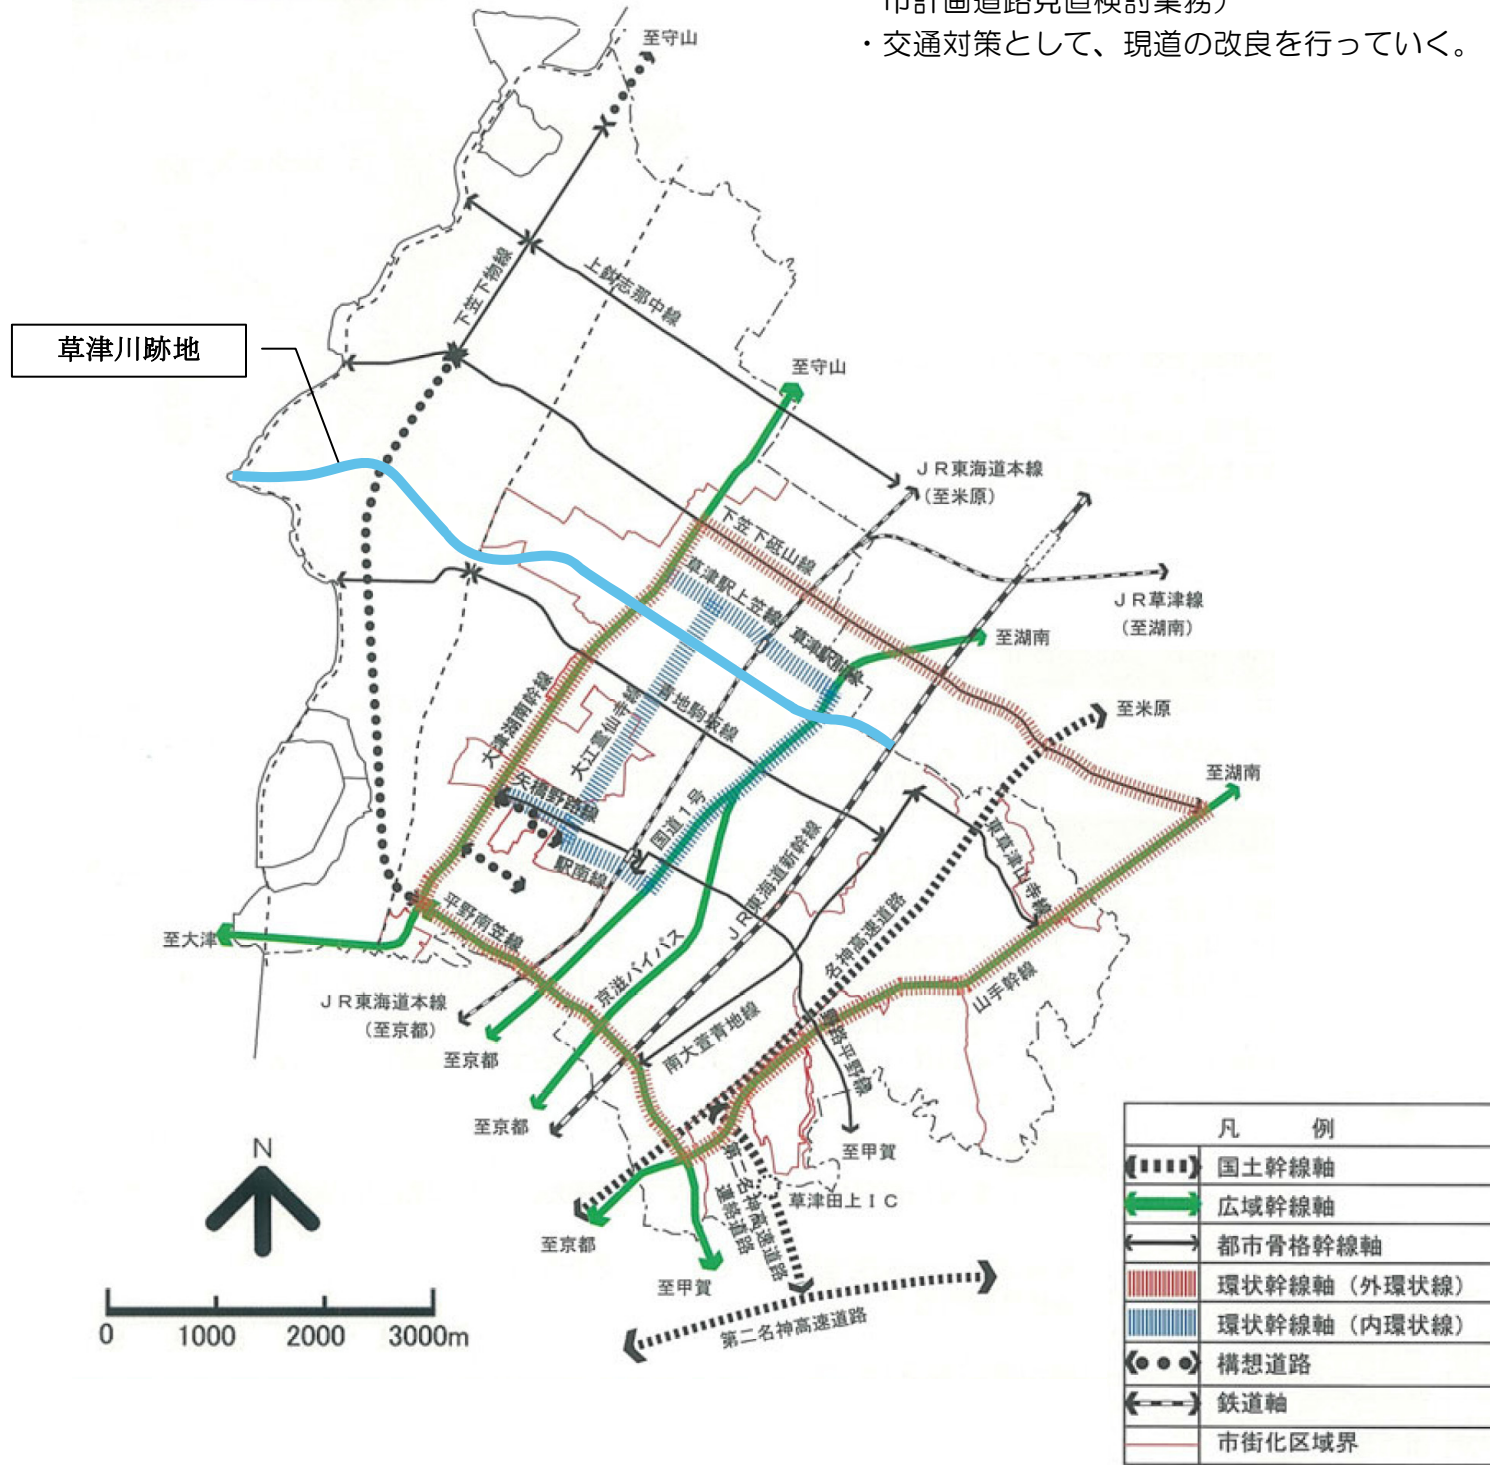 市計画道路見直検討業務）
・交通対策として、現道の改良を行っていく。
至守山
下笠下物線
上鈎志那中線
草津川跡地
至守山
ＪＲ東海道本線
（至米原）
下笠下砥山線
草津駅上笠線
草津駅前線
ＪＲ草津線
（至湖南）
至湖南
大津湖南幹線
大江霊仙寺線
青地駒坂線
至米原
至湖南
矢橋野路線
国道１号
駅南線
ＪＲ東海道新幹線
東草津山寺線
平野南笠線
名神高速道路
至大津
京滋バイパス
山手幹線
ＪＲ東海道本線
（至京都）
至京都
南大萱青地線
野路平野線
至京都
至甲賀
第二名神高速道路
連絡道路
草津田上ＩＣ
至京都
至甲賀
第二名神高速道路
N
0 1000 2000 3000m
凡 例
国土幹線軸
広域幹線軸
都市骨格幹線軸
環状幹線軸（外環状線）
環状幹線軸（内環状線）
構想道路
鉄道軸
市街化区域界